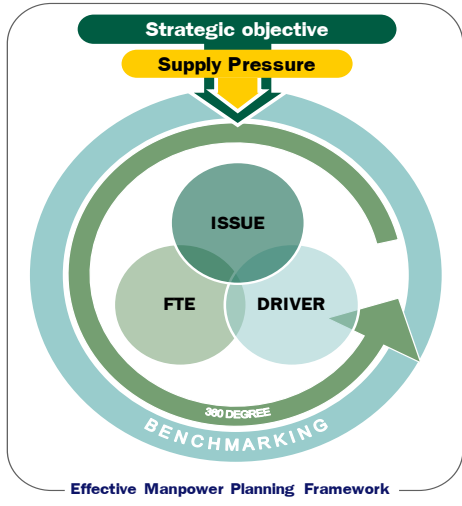 Strategic objective
Supply Pressure
ISSUE
FTE
DRIVER
360 DEGREE
BENCHMARKING
Effective Manpower Planning Framework